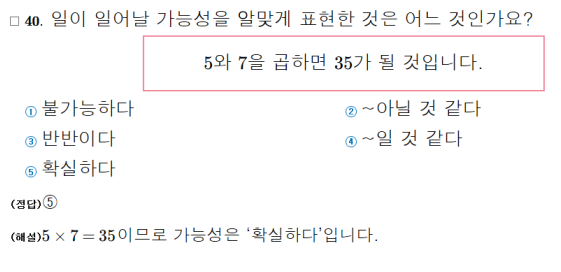 □ 40. 일이 일어날 가능성을 알맞게 표현한 것은 어느 것인가요?
5와 7을 곱하면 35가 될 것입니다.
① 불가능하다 ② ~아닐 것 같다
③ 반반이다 ④ ~일 것 같다
⑤ 확실하다
(정답)⑤
(해설)5 × 7 = 35이므로 가능성은 ‘확실하다’입니다.